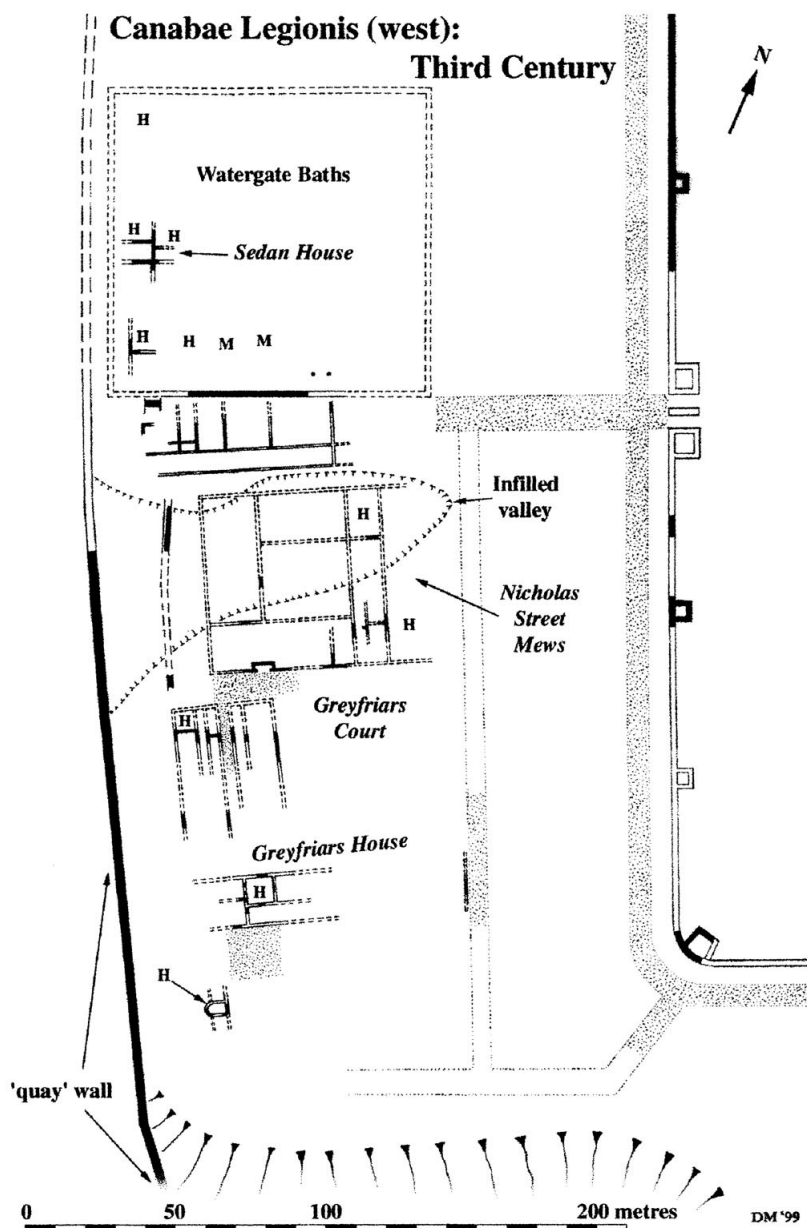 Canabae Legionis (west):
Third Century
N
H
Watergate Baths
H
H
Sedan House
H
H
M
M
Infilled
valley
H
Nicholas
Street
Mews
H
Greyfriars
Court
H
Greyfriars House
H
H
'quay' wall
0
50
100
200 metres
DM '99